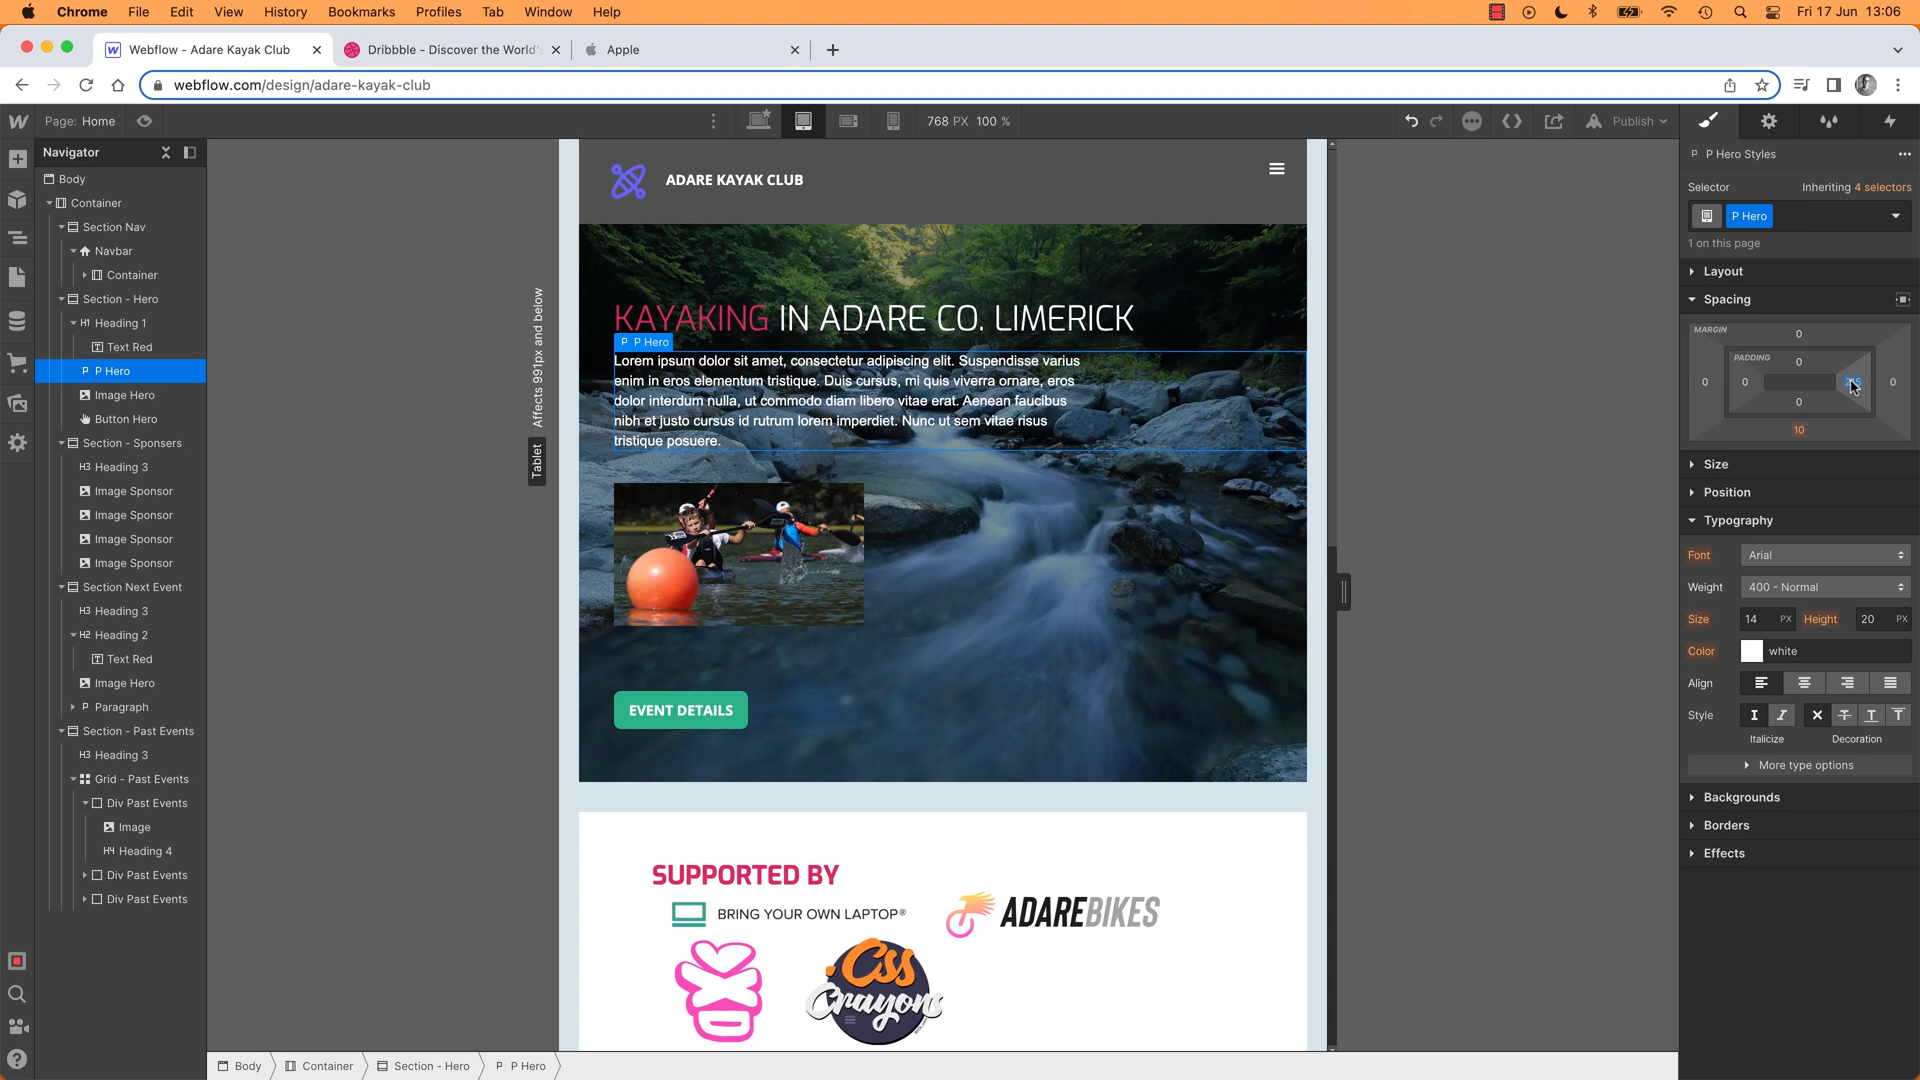 Chrome File Edit View History Bookmarks Profiles Tab Window Help Fri 17 Jun 13:06
Webflow - Adare Kayak Club Dribbble - Discover the World' Apple
webflow.com/design/adare-kayak-club
Page: Home 768 PX 100 % Publish
Navigator
Body
Container
Section Nav
Navbar
Container
Section - Hero
H1 Heading 1
Text Red
P P Hero
Image Hero
Button Hero
Section - Sponsers
H3 Heading 3
Image Sponsor
Image Sponsor
Image Sponsor
Image Sponsor
Section Next Event
H3 Heading 3
H2 Heading 2
Text Red
Image Hero
P Paragraph
Section - Past Events
H3 Heading 3
Grid - Past Events
Div Past Events
Image
H4 Heading 4
Div Past Events
Div Past Events
Affects 991px and below
Tablet
ADARE KAYAK CLUB
KAYAKING IN ADARE CO. LIMERICK
P P Hero
Lorem ipsum dolor sit amet, consectetur adipiscing elit. Suspendisse varius
enim in eros elementum tristique. Duis cursus, mi quis viverra ornare, eros
dolor interdum nulla, ut commodo diam libero vitae erat. Aenean faucibus
nibh et justo cursus id rutrum lorem imperdiet. Nunc ut sem vitae risus
tristique posuere.
EVENT DETAILS
SUPPORTED BY
BRING YOUR OWN LAPTOP®
ADAREBIKES
CSS
Crayons
Body Container Section - Hero P P Hero
P P Hero Styles
Selector Inheriting 4 selectors
P Hero
1 on this page
Layout
Spacing
MARGIN 0
PADDING 0
0 0 0
0
10
Size
Position
Typography
Font Arial
Weight 400 - Normal
Size 14 PX Height 20 PX
Color white
Align
Style
Italicize Decoration
More type options
Backgrounds
Borders
Effects